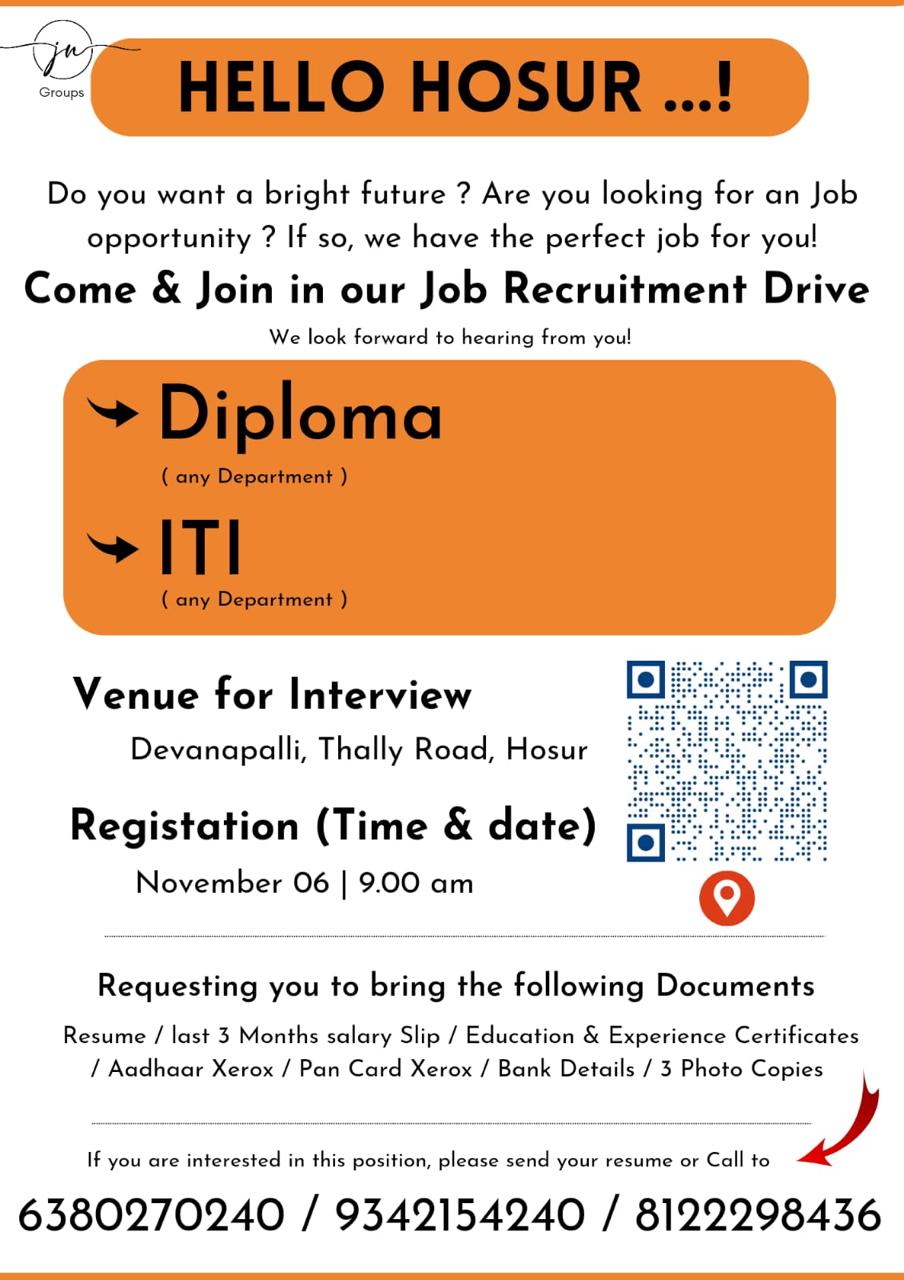 jn
Groups
HELLO HOSUR ...!
Do you want a bright future ? Are you looking for an Job
opportunity ? If so, we have the perfect job for you!
Come & Join in our Job Recruitment Drive
We look forward to hearing from you!
Diploma
( any Department )
ITI
( any Department )
Venue for Interview
Devanapalli, Thally Road, Hosur
Registation (Time & date)
November 06 | 9.00 am
Requesting you to bring the following Documents
Resume / last 3 Months salary Slip / Education & Experience Certificates
/ Aadhaar Xerox / Pan Card Xerox / Bank Details / 3 Photo Copies
If you are interested in this position, please send your resume or Call to
6380270240 / 9342154240 / 8122298436